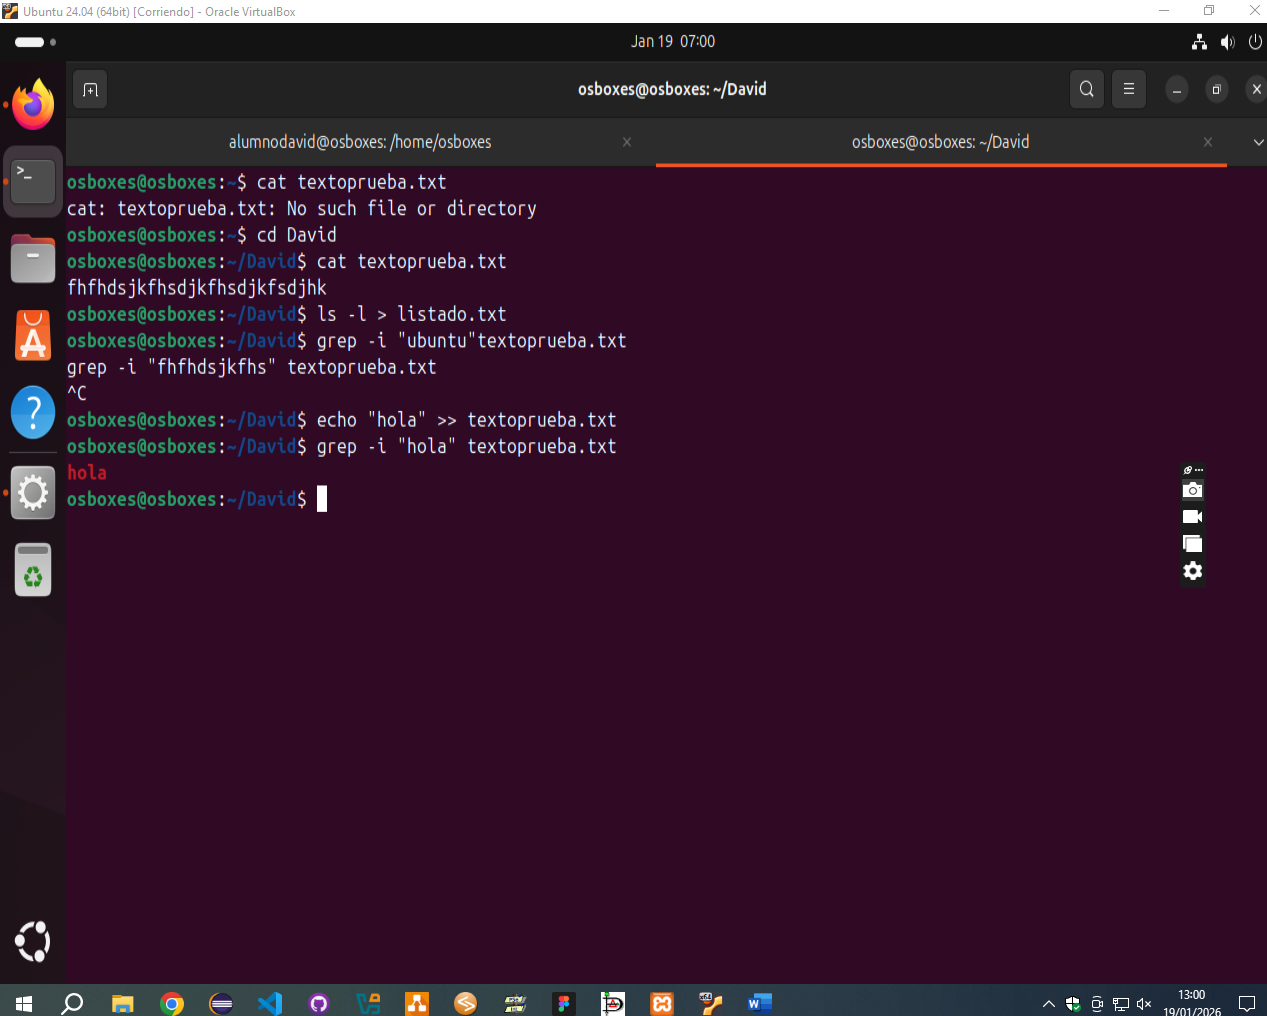 Ubuntu 24.04 (64bit) [Corriendo] - Oracle VirtualBox
Jan 19 07:00
osboxes@osboxes: ~/David
alumnodavid@osboxes: /home/osboxes
osboxes@osboxes: ~/David
osboxes@osboxes:~$ cat textoprueba.txt
cat: textoprueba.txt: No such file or directory
osboxes@osboxes:~$ cd David
osboxes@osboxes:~/David$ cat textoprueba.txt
fhfhdsjkfhsdjkfhsdjkfsdjhk
osboxes@osboxes:~/David$ ls -l > listado.txt
osboxes@osboxes:~/David$ grep -i "ubuntu"textoprueba.txt
grep -i "fhfhdsjkfhs" textoprueba.txt
^C
osboxes@osboxes:~/David$ echo "hola" >> textoprueba.txt
osboxes@osboxes:~/David$ grep -i "hola" textoprueba.txt
hola
osboxes@osboxes:~/David$
13:00
19/01/2026